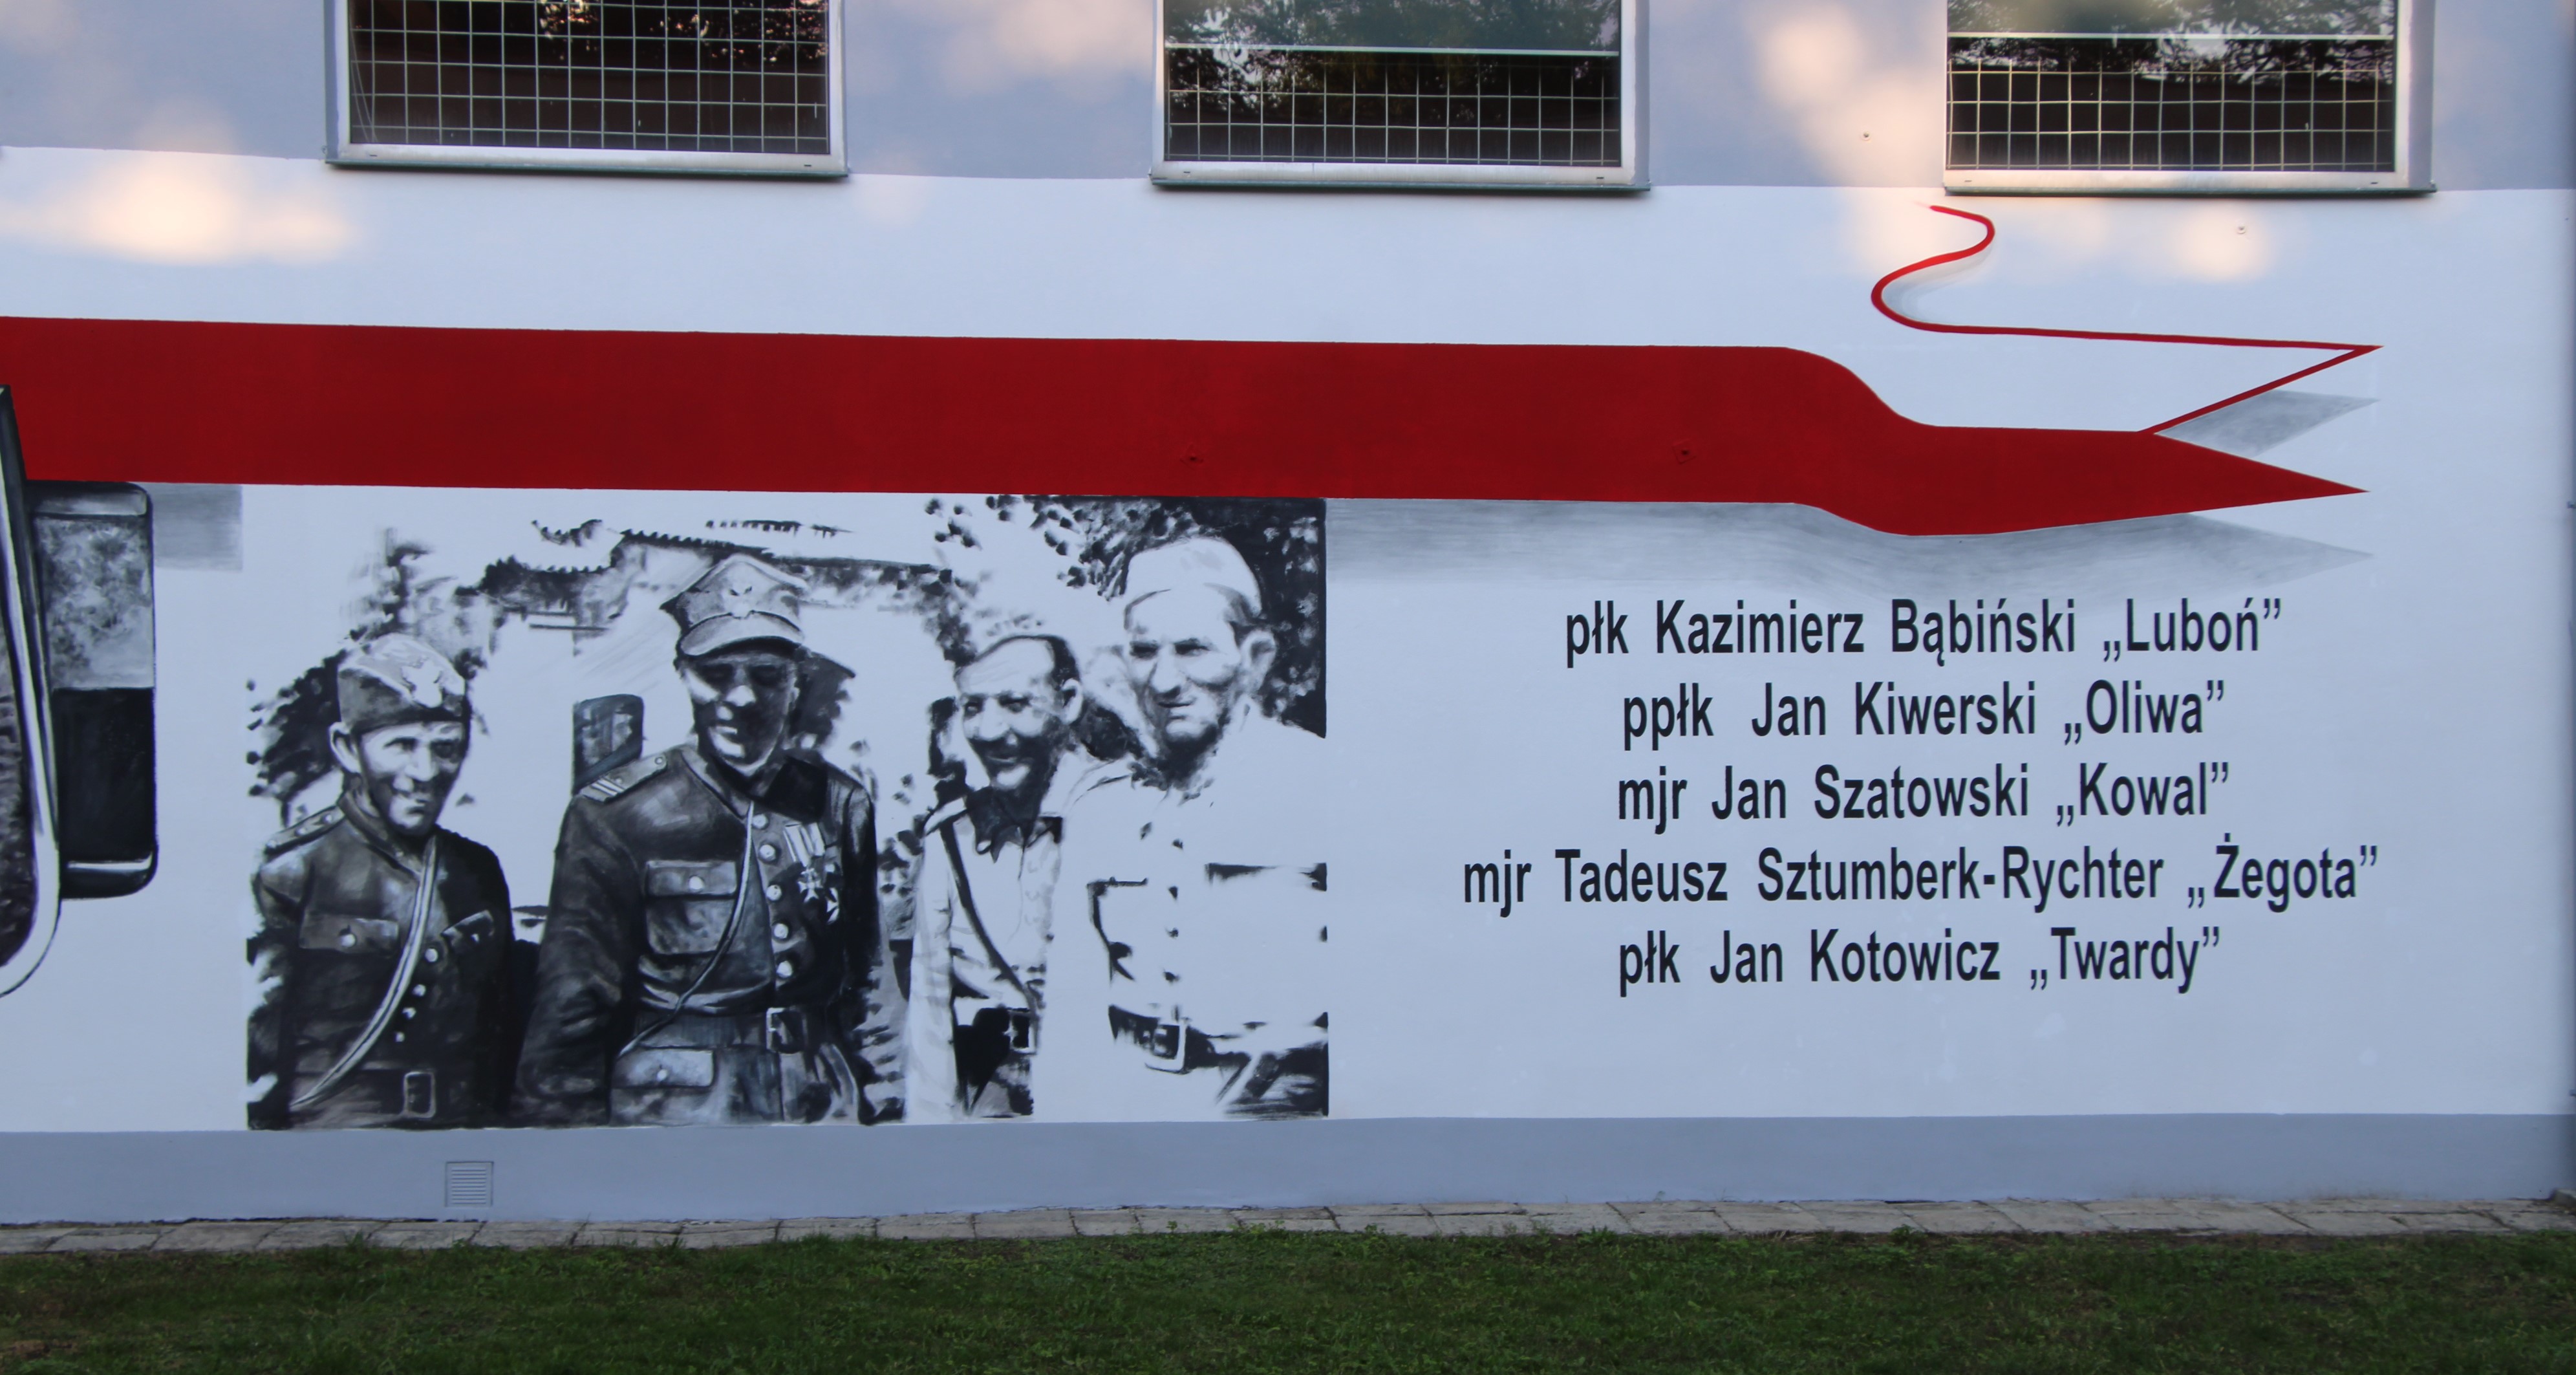 płk Kazimierz Bąbiński „Luboń”
ppłk Jan Kiwerski „Oliwa”
mjr Jan Szatowski „Kowal”
mjr Tadeusz Sztumberk-Rychter „Żegota”
płk Jan Kotowicz „Twardy”